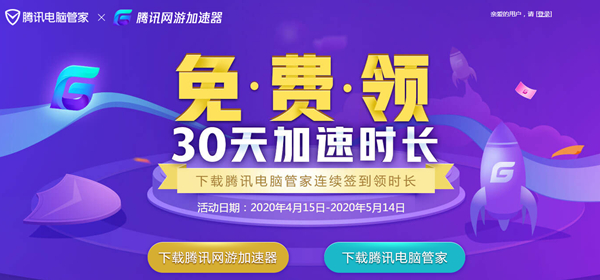 腾讯电脑管家 × 腾讯网游加速器
亲爱的用户，请 [登录]
免·费·领
30天加速时长
下载腾讯电脑管家连续签到领时长
活动日期：2020年4月15日-2020年5月14日
下载腾讯网游加速器
下载腾讯电脑管家